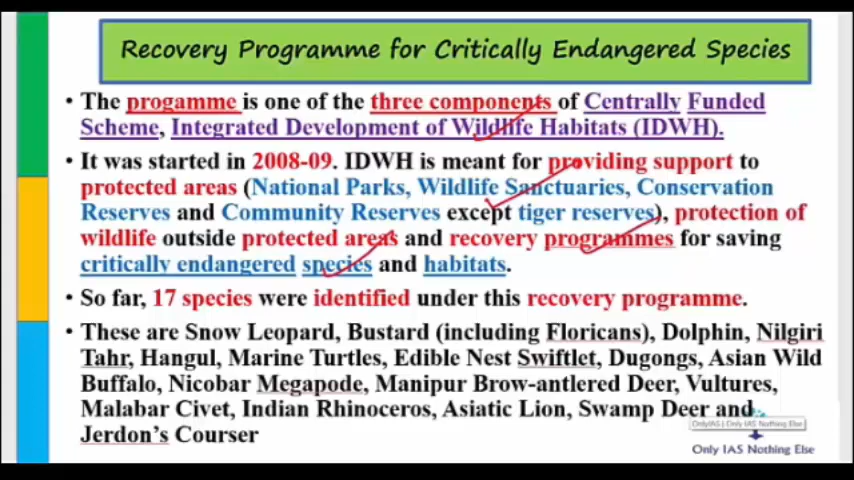 Recovery Programme for Critically Endangered Species
• The progamme is one of the three components of Centrally Funded
Scheme, Integrated Development of Wildlife Habitats (IDWH).
• It was started in 2008-09. IDWH is meant for providing support to
protected areas (National Parks, Wildlife Sanctuaries, Conservation
Reserves and Community Reserves except tiger reserves), protection of
wildlife outside protected areas and recovery programmes for saving
critically endangered species and habitats.
• So far, 17 species were identified under this recovery programme.
• These are Snow Leopard, Bustard (including Floricans), Dolphin, Nilgiri
Tahr, Hangul, Marine Turtles, Edible Nest Swiftlet, Dugongs, Asian Wild
Buffalo, Nicobar Megapode, Manipur Brow-antlered Deer, Vultures,
Malabar Civet, Indian Rhinoceros, Asiatic Lion, Swamp Deer and
Jerdon's Courser
OnlyIAS | Only IAS Nothing Else
Only IAS Nothing Else